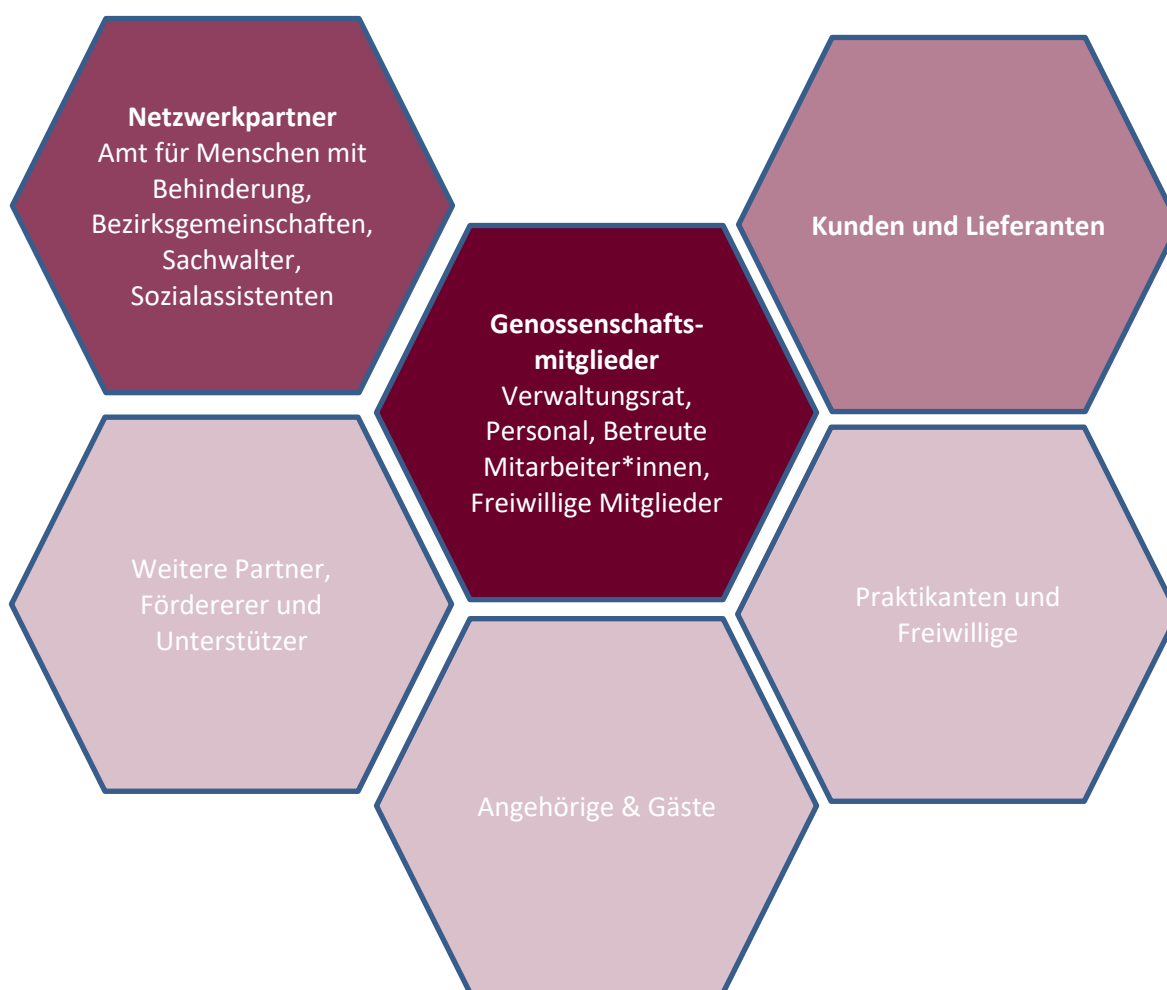 Netzwerkpartner
Amt für Menschen mit
Behinderung,
Bezirksgemeinschaften,
Sachwalter,
Sozialassistenten
Kunden und Lieferanten
Genossenschafts-
mitglieder
Verwaltungsrat,
Personal, Betreute
Mitarbeiter*innen,
Freiwillige Mitglieder
Weitere Partner,
Fördererer und
Unterstützer
Praktikanten und
Freiwillige
Angehörige & Gäste